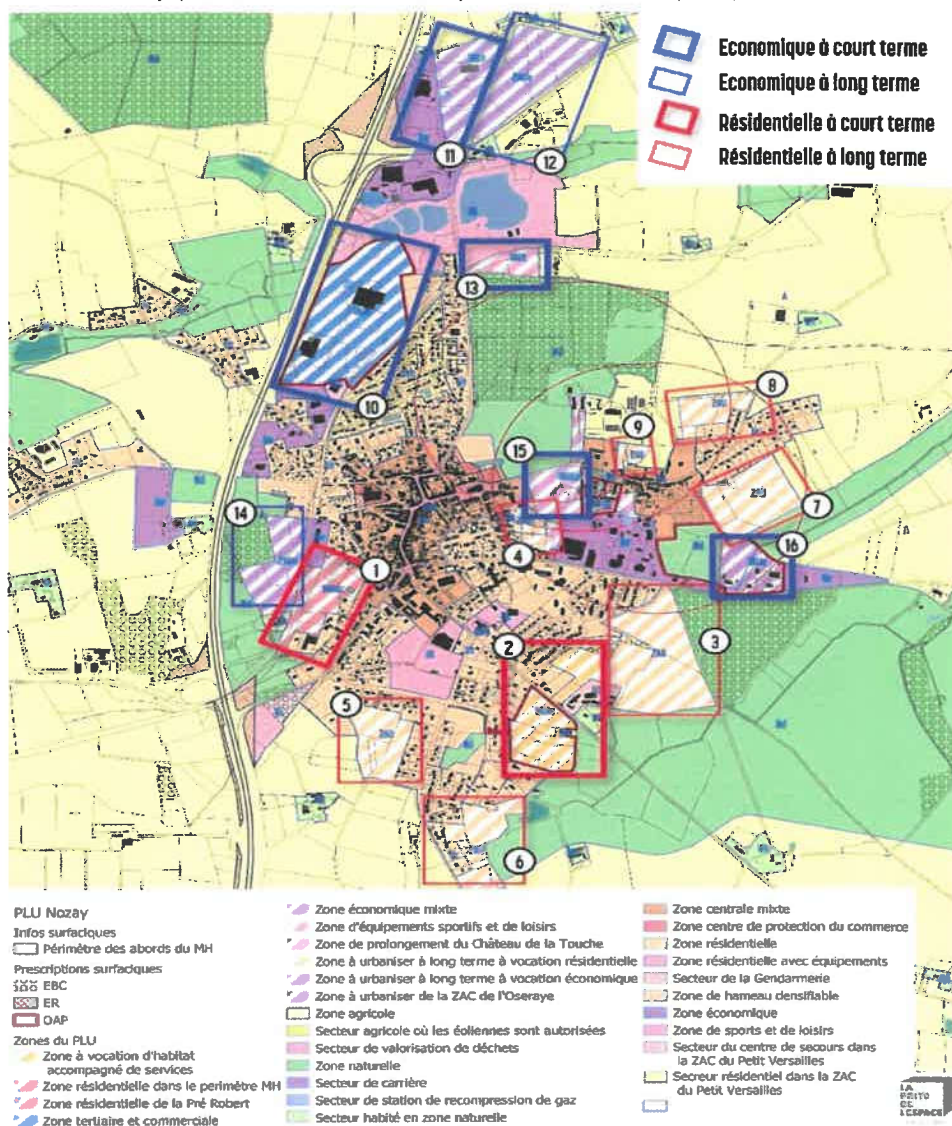 Economique à court terme
Economique à long terme
Résidentielle à court terme
Résidentielle à long terme
11
12
13
10
8
9
15
7
14
16
4
1
2
3
5
6
PLU Nozay
Infos surfaciques
Périmètre des abords du MH
Prescriptions surfaciques
EBC
ER
OAP
Zones du PLU
Zone à vocation d'habitat
accompagné de services
Zone résidentielle dans le perimètre MH
Zone résidentielle de la Pré Robert
Zone tertiaire et commerciale
Zone économique mixte
Zone d'équipements sportifs et de loisirs
Zone de prolongement du Château de la Touche
Zone à urbaniser à long terme à vocation résidentielle
Zone à urbaniser à long terme à vocation économique
Zone à urbaniser de la ZAC de l'Oseraye
Zone agricole
Secteur agricole où les éoliennes sont autorisées
Secteur de valorisation de déchets
Zone naturelle
Secteur de carrière
Secteur de station de recompression de gaz
Secteur habité en zone naturelle
Zone centrale mixte
Zone centre de protection du commerce
Zone résidentielle
Zone résidentielle avec équipements
Secteur de la Gendarmerie
Zone de hameau densifiable
Zone économique
Zone de sports et de loisirs
Secteur du centre de secours dans
la ZAC du Petit Versailles
Secreur résidentiel dans la ZAC
du Petit Versailles